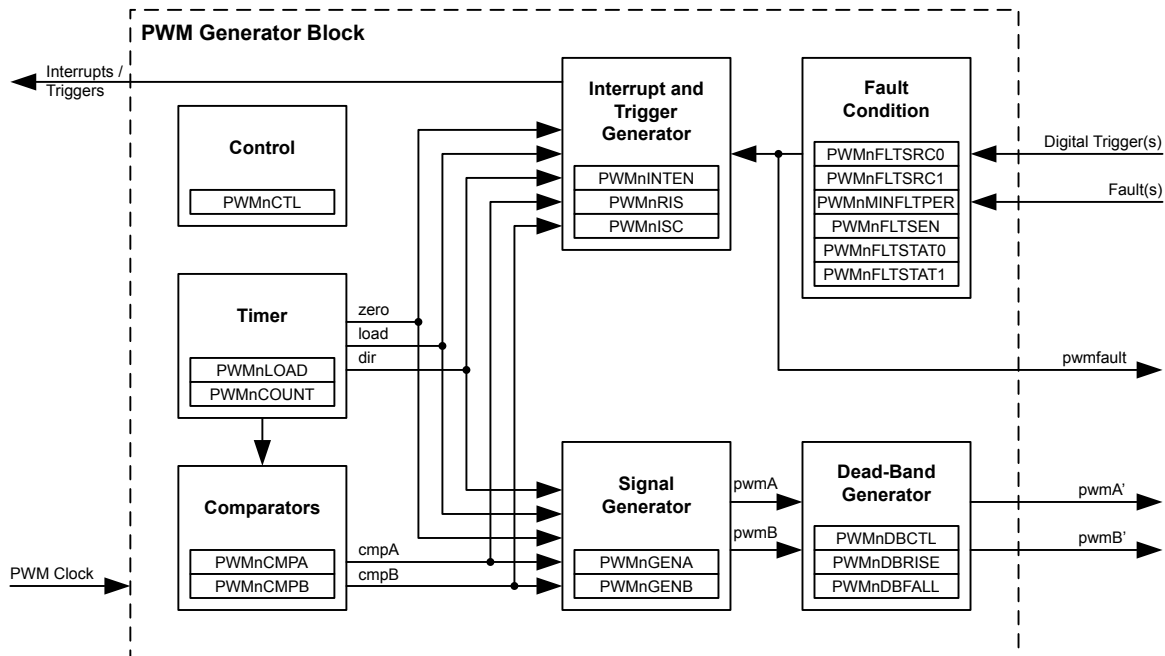 PWM Generator Block
Interrupts /
Triggers
Control
PWMnCTL
Interrupt and
Trigger
Generator
PWMnINTEN
PWMnRIS
PWMnISC
Fault
Condition
PWMnFLTSRC0
PWMnFLTSRC1
PWMnMINFLTPER
PWMnFLTSEN
PWMnFLTSTAT0
PWMnFLTSTAT1
Digital Trigger(s)
Fault(s)
Timer
PWMnLOAD
PWMnCOUNT
zero
load
dir
pwmfault
Comparators
PWMnCMPA
PWMnCMPB
cmpA
cmpB
Signal
Generator
PWMnGENA
PWMnGENB
pwmA
pwmB
Dead-Band
Generator
PWMnDBCTL
PWMnDBRISE
PWMnDBFALL
pwmA’
pwmB’
PWM Clock